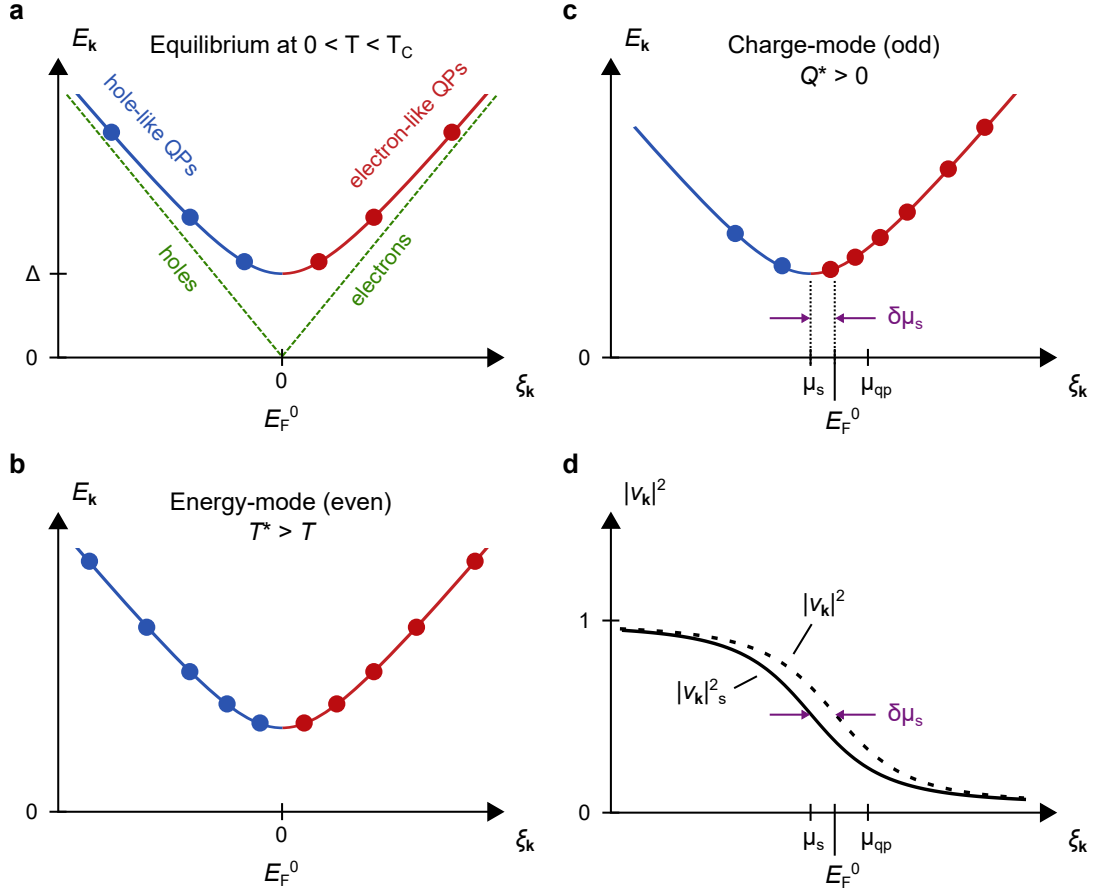 a
E_k
Equilibrium at 0 < T < T_C
hole-like QPs
electron-like QPs
holes
electrons
Δ
0
0
ξ_k
E_F^0
b
E_k
Energy-mode (even)
T* > T
0
0
ξ_k
E_F^0
c
E_k
Charge-mode (odd)
Q* > 0
δμ_s
0
μ_s
μ_qp
ξ_k
E_F^0
d
|v_k|^2
1
|v_k|^2
|v_k|^2_s
δμ_s
0
μ_s
μ_qp
ξ_k
E_F^0